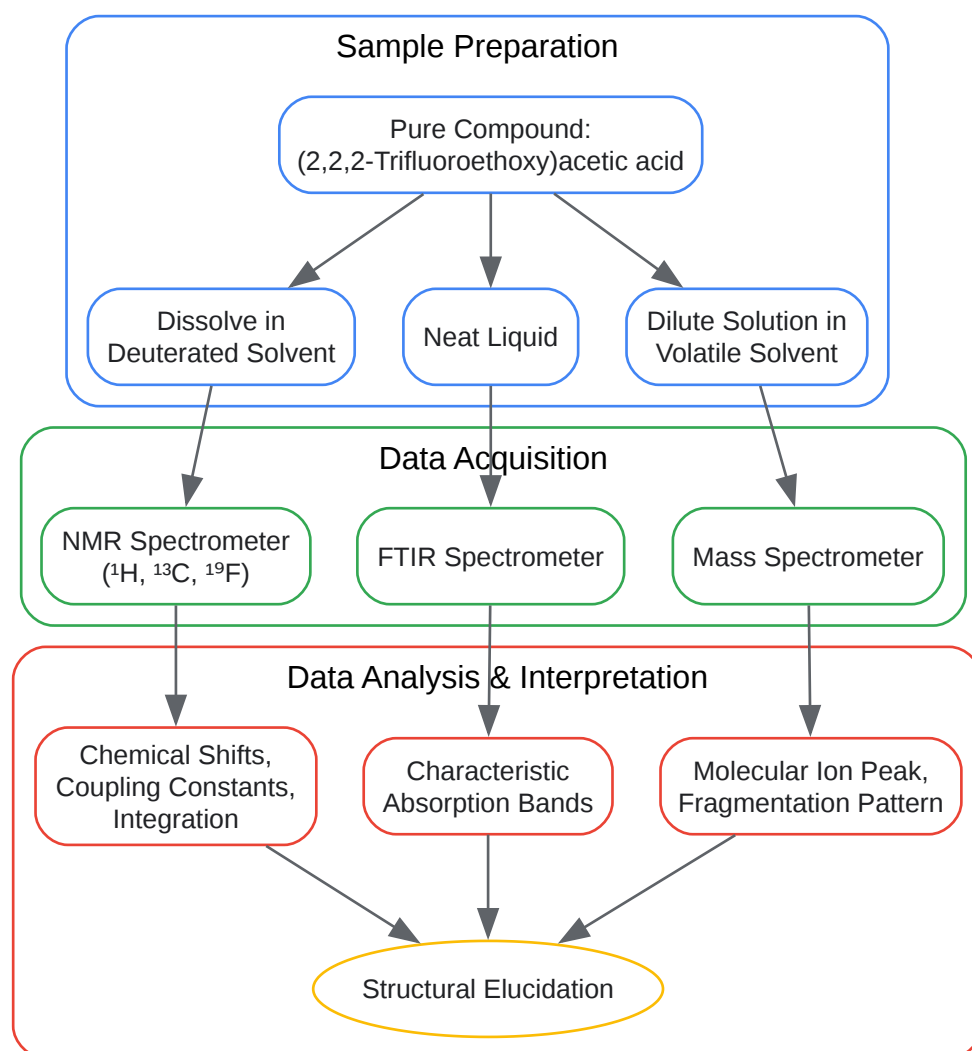 Sample Preparation
Pure Compound:
(2,2,2-Trifluoroethoxy)acetic acid
Dissolve in
Deuterated Solvent
Neat Liquid
Dilute Solution in
Volatile Solvent
Data Acquisition
NMR Spectrometer
(¹H, ¹³C, ¹⁹F)
FTIR Spectrometer
Mass Spectrometer
Data Analysis & Interpretation
Chemical Shifts,
Coupling Constants,
Integration
Characteristic
Absorption Bands
Molecular Ion Peak,
Fragmentation Pattern
Structural Elucidation